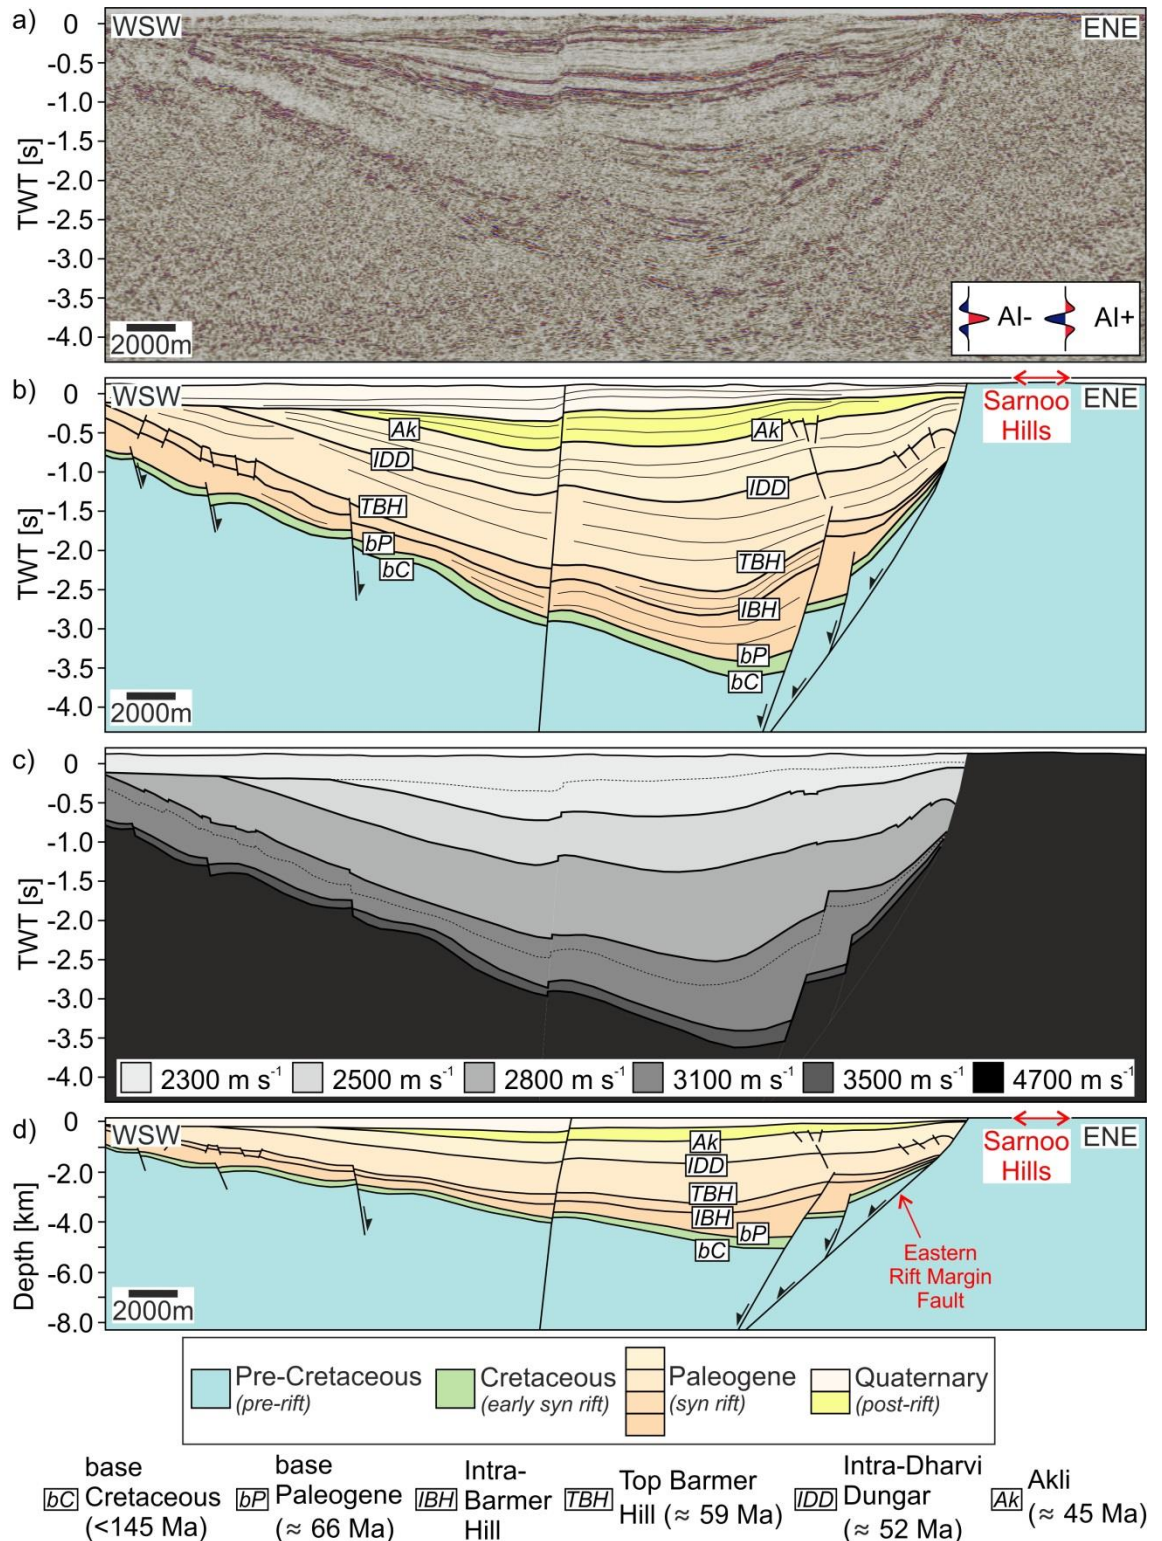 a)
WSW
ENE
0
-0.5
-1.0
-1.5
-2.0
-2.5
-3.0
-3.5
-4.0
TWT [s]
2000m
AI-
AI+
b)
WSW
Sarnoo
Hills
ENE
0
-0.5
-1.0
-1.5
-2.0
-2.5
-3.0
-3.5
-4.0
TWT [s]
Ak
Ak
IDD
IDD
TBH
TBH
bP
bC
IBH
bP
bC
2000m
c)
0
-0.5
-1.0
-1.5
-2.0
-2.5
-3.0
-3.5
-4.0
TWT [s]
2300 m s⁻¹ 2500 m s⁻¹ 2800 m s⁻¹ 3100 m s⁻¹ 3500 m s⁻¹ 4700 m s⁻¹
d)
WSW
Sarnoo
Hills
ENE
0
-2.0
-4.0
-6.0
-8.0
Depth [km]
Ak
IDD
TBH
IBH
bP
bC
Eastern
Rift Margin
Fault
2000m
Pre-Cretaceous
(pre-rift)
Cretaceous
(early syn rift)
Paleogene
(syn rift)
Quaternary
(post-rift)
bC base
Cretaceous
(<145 Ma)
bP base
Paleogene
(≈ 66 Ma)
IBH Intra-
Barmer
Hill
TBH Top Barmer
Hill (≈ 59 Ma)
IDD Intra-Dharvi
Dungar
(≈ 52 Ma)
Ak Akli
(≈ 45 Ma)